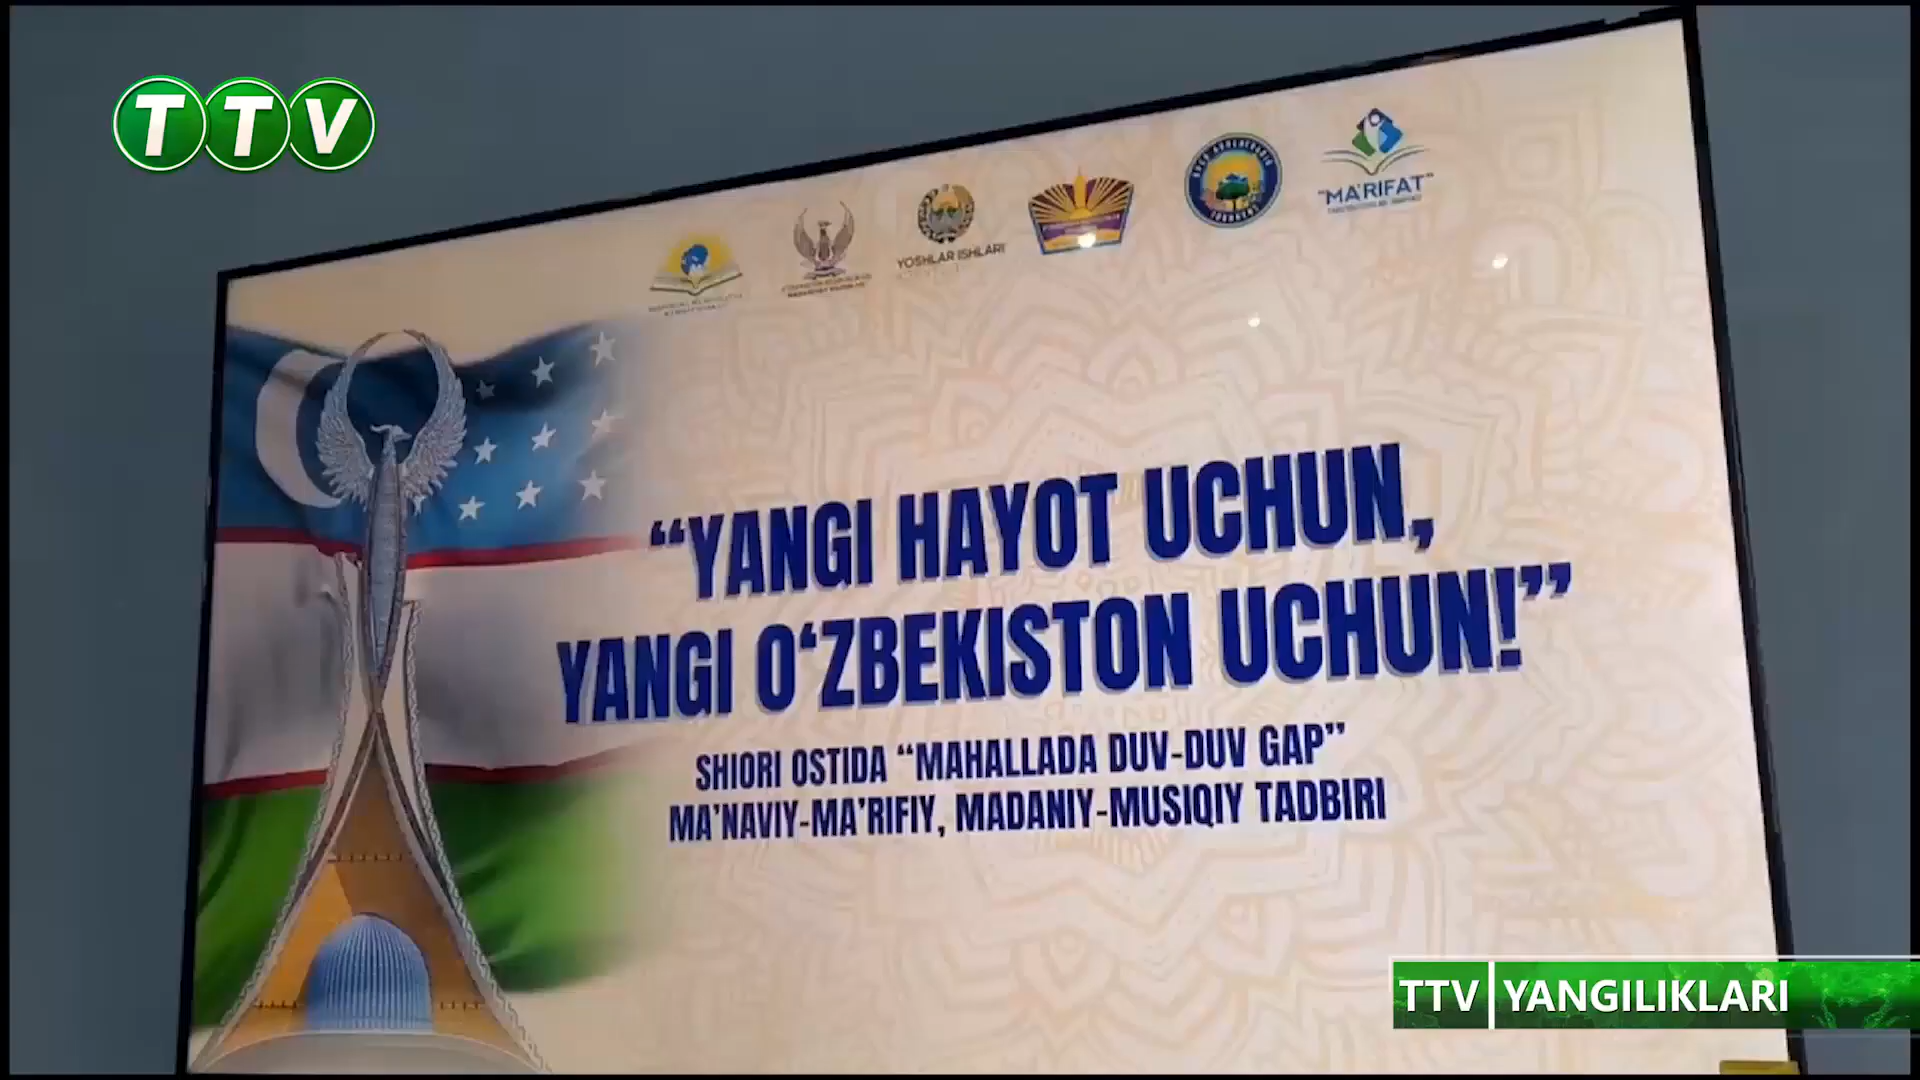 TTV
YOSHLAR ISHLARI
"MA'RIFAT"
“YANGI HAYOT UCHUN,
YANGI O‘ZBEKISTON UCHUN!”
SHIORI OSTIDA “MAHALLADA DUV-DUV GAP”
MA’NAVIY-MA’RIFIY, MADANIY-MUSIQIY TADBIRI
TTV YANGILIKLARI